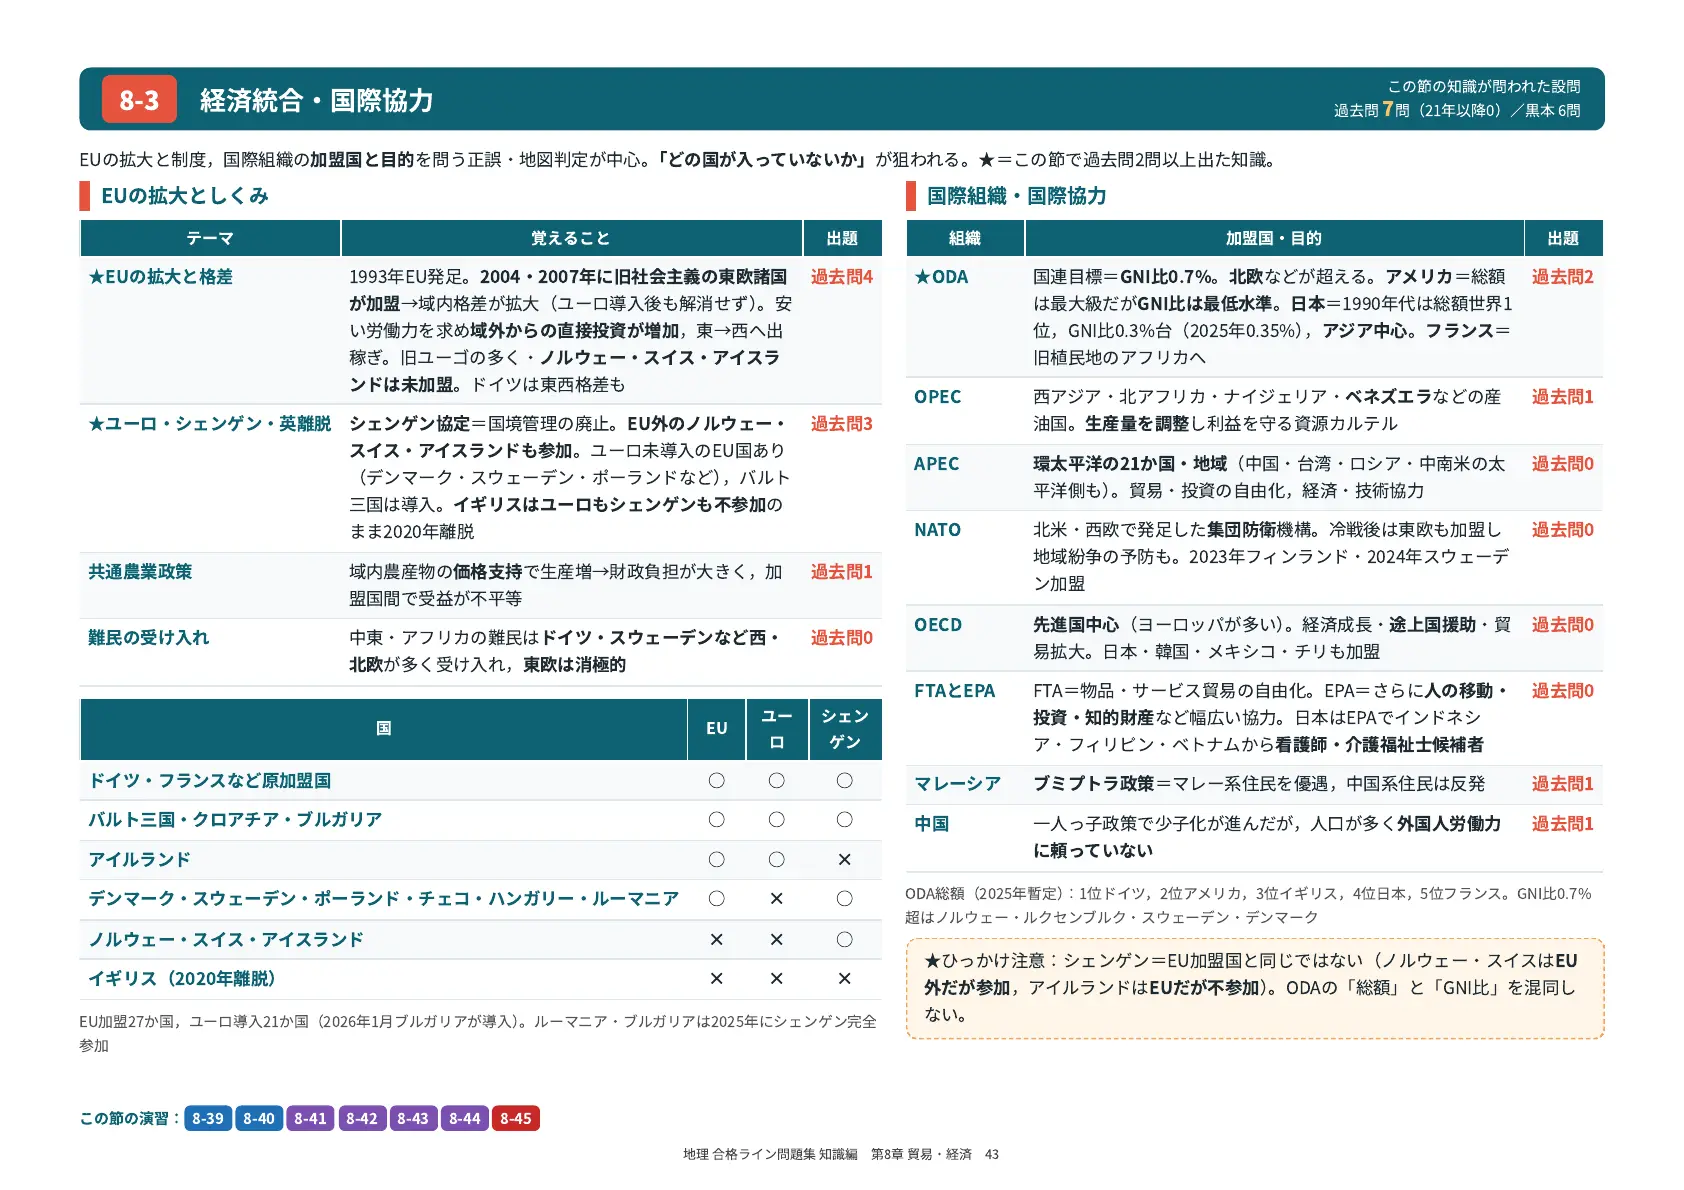 8-3 経済統合・国際協力
この節の知識が問われた設問
過去問 7問（21年以降0）／黒本 6問
EUの拡大と制度，国際組織の加盟国と目的を問う正誤・地図判定が中心。「どの国が入っていないか」が狙われる。★＝この節で過去問2問以上出た知識。
EUの拡大としくみ
テーマ 覚えること 出題
★EUの拡大と格差 1993年EU発足。2004・2007年に旧社会主義の東欧諸国 過去問4
が加盟→域内格差が拡大（ユーロ導入後も解消せず）。安
い労働力を求め域外からの直接投資が増加，東→西へ出
稼ぎ。旧ユーゴの多く・ノルウェー・スイス・アイスラ
ンドは未加盟。ドイツは東西格差も
★ユーロ・シェンゲン・英離脱 シェンゲン協定＝国境管理の廃止。EU外のノルウェー・ 過去問3
スイス・アイスランドも参加。ユーロ未導入のEU国あり
（デンマーク・スウェーデン・ポーランドなど），バルト
三国は導入。イギリスはユーロもシェンゲンも不参加の
まま2020年離脱
共通農業政策 域内農産物の価格支持で生産増→財政負担が大きく，加 過去問1
盟国間で受益が不平等
難民の受け入れ 中東・アフリカの難民はドイツ・スウェーデンなど西・ 過去問0
北欧が多く受け入れ，東欧は消極的
国 EU ユーロ シェンゲン
ドイツ・フランスなど原加盟国 ○ ○ ○
バルト三国・クロアチア・ブルガリア ○ ○ ○
アイルランド ○ ○ ×
デンマーク・スウェーデン・ポーランド・チェコ・ハンガリー・ルーマニア ○ × ○
ノルウェー・スイス・アイスランド × × ○
イギリス（2020年離脱） × × ×
EU加盟27か国，ユーロ導入21か国（2026年1月ブルガリアが導入）。ルーマニア・ブルガリアは2025年にシェンゲン完全
参加
国際組織・国際協力
組織 加盟国・目的 出題
★ODA 国連目標＝GNI比0.7%。北欧などが超える。アメリカ＝総額 過去問2
は最大級だがGNI比は最低水準。日本＝1990年代は総額世界1
位，GNI比0.3%台（2025年0.35%），アジア中心。フランス＝
旧植民地のアフリカへ
OPEC 西アジア・北アフリカ・ナイジェリア・ベネズエラなどの産 過去問1
油国。生産量を調整し利益を守る資源カルテル
APEC 環太平洋の21か国・地域（中国・台湾・ロシア・中南米の太 過去問0
平洋側も）。貿易・投資の自由化，経済・技術協力
NATO 北米・西欧で発足した集団防衛機構。冷戦後は東欧も加盟し 過去問0
地域紛争の予防も。2023年フィンランド・2024年スウェーデ
ン加盟
OECD 先進国中心（ヨーロッパが多い）。経済成長・途上国援助・貿 過去問0
易拡大。日本・韓国・メキシコ・チリも加盟
FTAとEPA FTA＝物品・サービス貿易の自由化。EPA＝さらに人の移動・ 過去問0
投資・知的財産など幅広い協力。日本はEPAでインドネシ
ア・フィリピン・ベトナムから看護師・介護福祉士候補者
マレーシア ブミプトラ政策＝マレー系住民を優遇，中国系住民は反発 過去問1
中国 一人っ子政策で少子化が進んだが，人口が多く外国人労働力 過去問1
に頼っていない
ODA総額（2025年暫定）：1位ドイツ，2位アメリカ，3位イギリス，4位日本，5位フランス。GNI比0.7%
超はノルウェー・ルクセンブルク・スウェーデン・デンマーク
★ひっかけ注意：シェンゲン＝EU加盟国と同じではない（ノルウェー・スイスはEU
外だが参加，アイルランドはEUだが不参加）。ODAの「総額」と「GNI比」を混同し
ない。
この節の演習： 8-39 8-40 8-41 8-42 8-43 8-44 8-45
地理 合格ライン問題集 知識編 第8章 貿易・経済 43